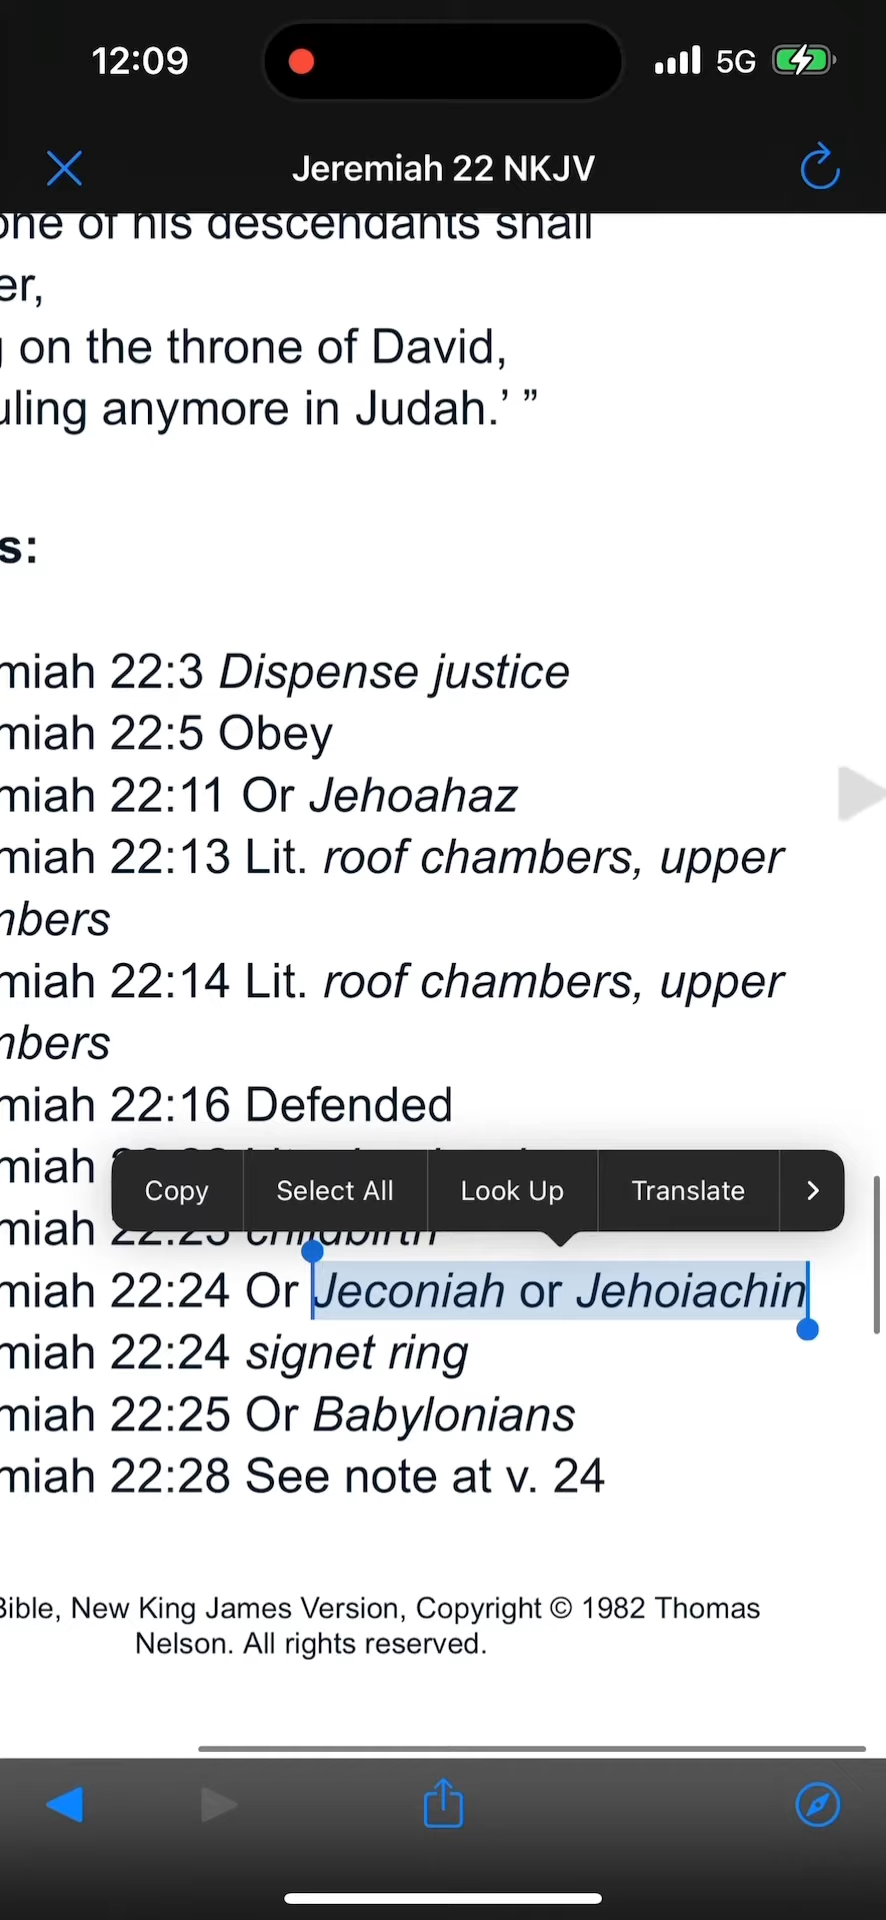 12:09
5G
Jeremiah 22 NKJV
one of his descendants shall
er,
on the throne of David,
uling anymore in Judah.’ ”
s:
miah 22:3 Dispense justice
miah 22:5 Obey
miah 22:11 Or Jehoahaz
miah 22:13 Lit. roof chambers, upper
mbers
miah 22:14 Lit. roof chambers, upper
mbers
miah 22:16 Defended
miah
Copy Select All Look Up Translate
miah 22:23 childbirth
miah 22:24 Or Jeconiah or Jehoiachin
miah 22:24 signet ring
miah 22:25 Or Babylonians
miah 22:28 See note at v. 24
Bible, New King James Version, Copyright © 1982 Thomas
Nelson. All rights reserved.